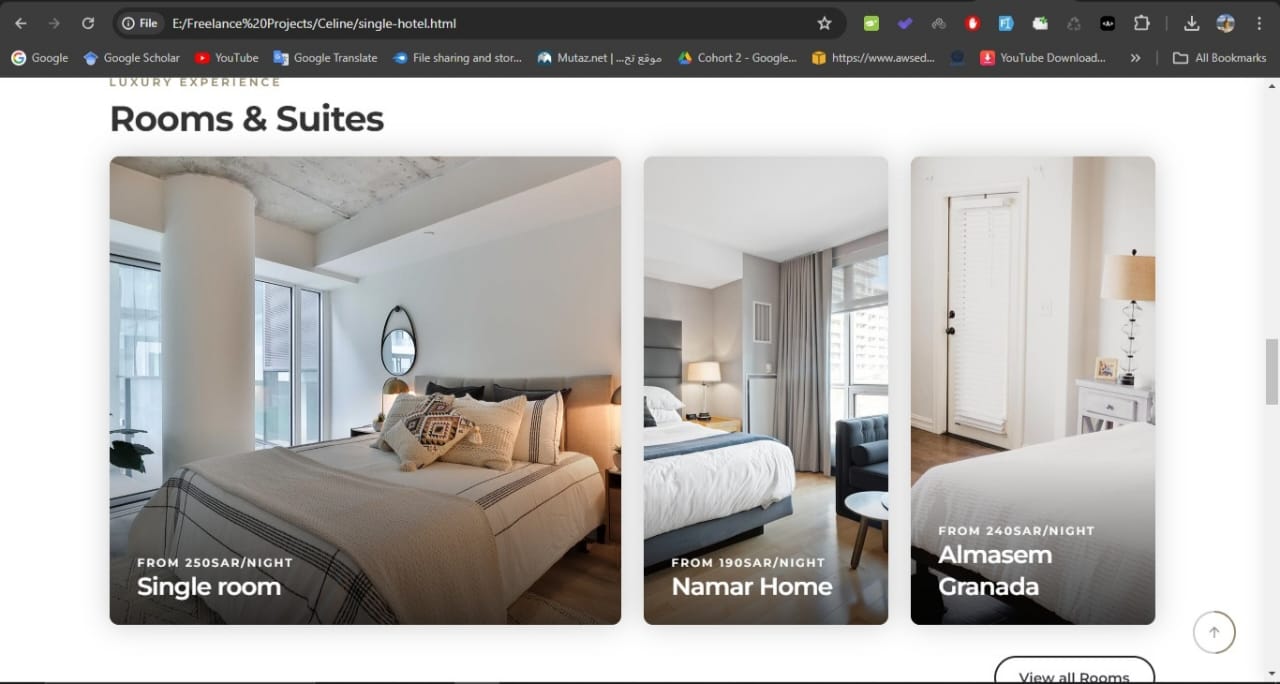 File
E:/Freelance%20Projects/Celine/single-hotel.html
Google
Google Scholar
YouTube
Google Translate
File sharing and stor...
Mutaz.net | موقع تح...
Cohort 2 - Google...
https://www.awsed...
YouTube Download...
All Bookmarks
LUXURY EXPERIENCE
Rooms & Suites
FROM 250SAR/NIGHT
Single room
FROM 190SAR/NIGHT
Namar Home
FROM 240SAR/NIGHT
Almasem
Granada
View all Rooms